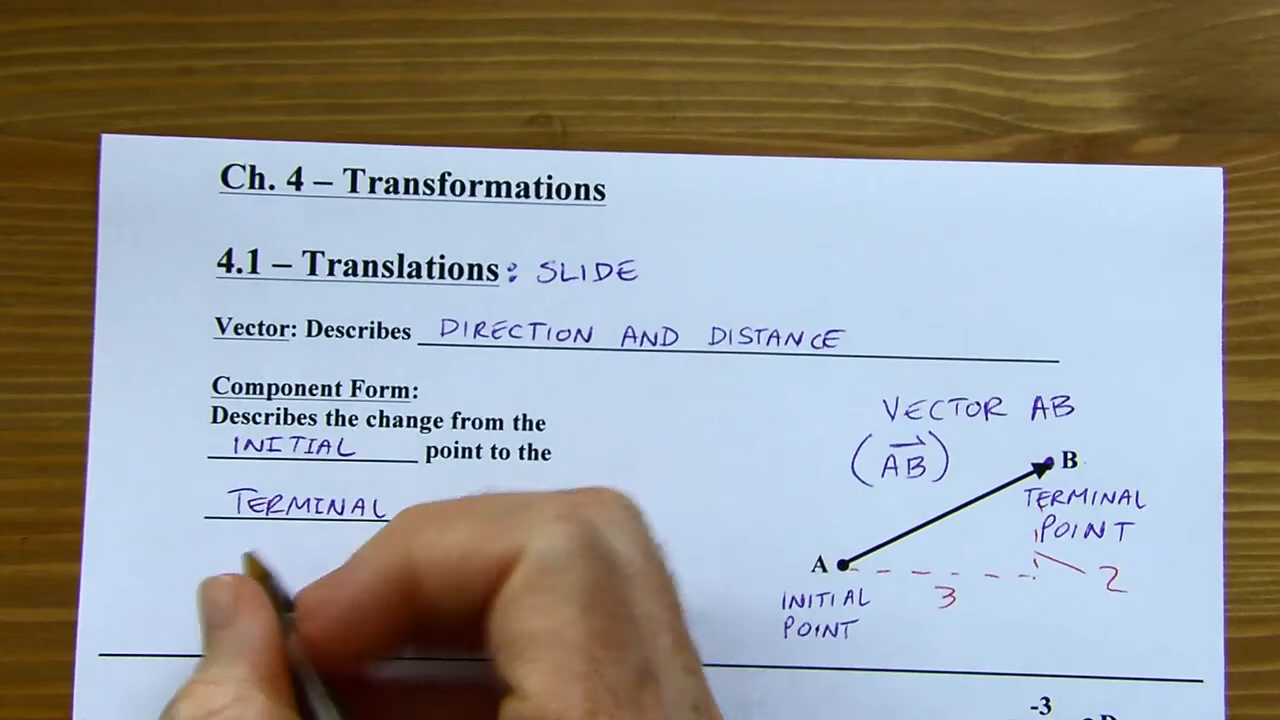 Ch. 4 – Transformations
4.1 – Translations: SLIDE
Vector: Describes DIRECTION AND DISTANCE
Component Form:
Describes the change from the
INITIAL point to the
TERMINAL
VECTOR AB
(AB)
B
TERMINAL
POINT
A
2
3
INITIAL
POINT
-3
D